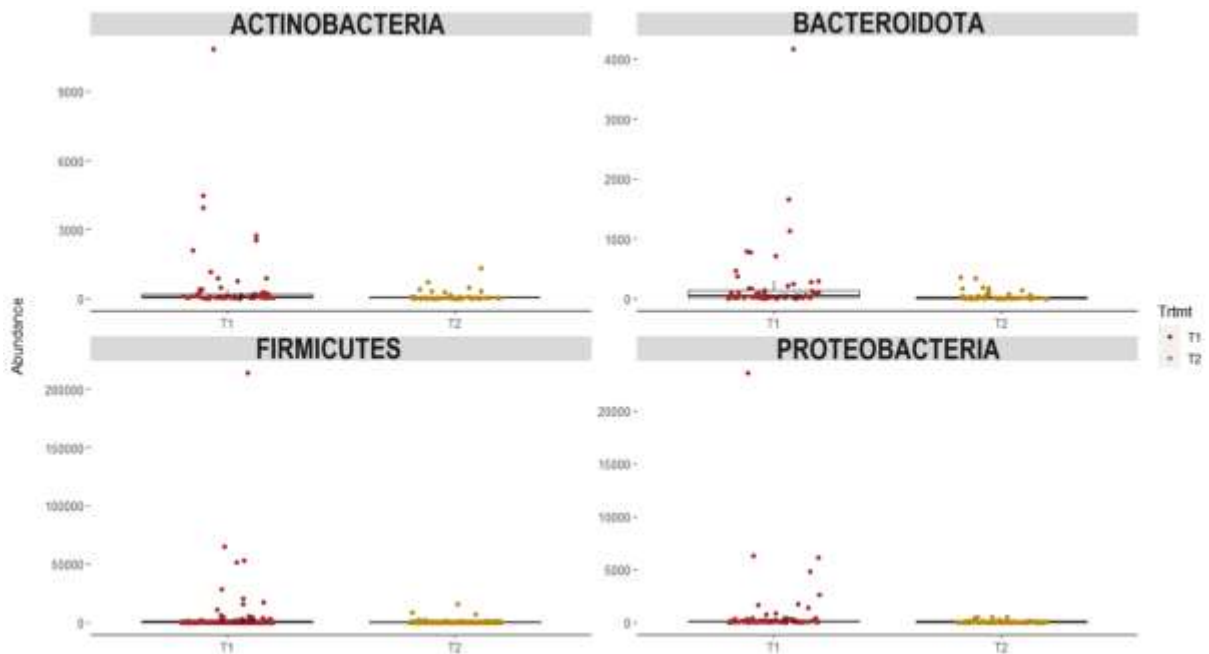 ACTINOBACTERIA
BACTEROIDOTA
9000
6000
3000
0
T1
T2
4000
3000
2000
1000
0
T1
T2
Abundance
FIRMICUTES
PROTEOBACTERIA
200000
150000
100000
50000
0
T1
T2
20000
15000
10000
5000
0
T1
T2
Trtmt
T1
T2